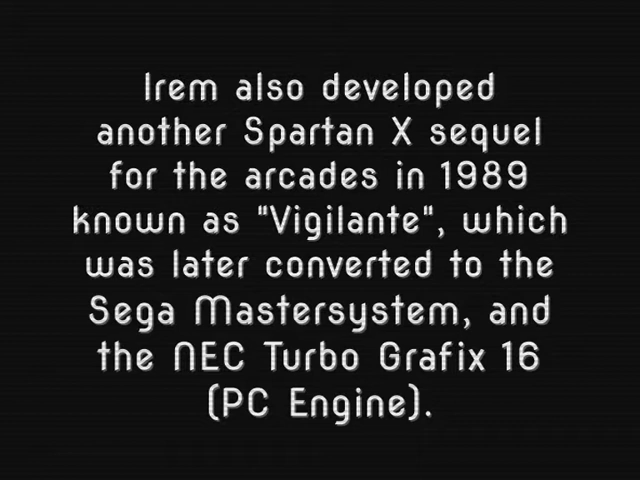 Irem also developed
another Spartan X sequel
for the arcades in 1989
known as "Vigilante", which
was later converted to the
Sega Mastersystem, and
the NEC Turbo Grafix 16
(PC Engine).